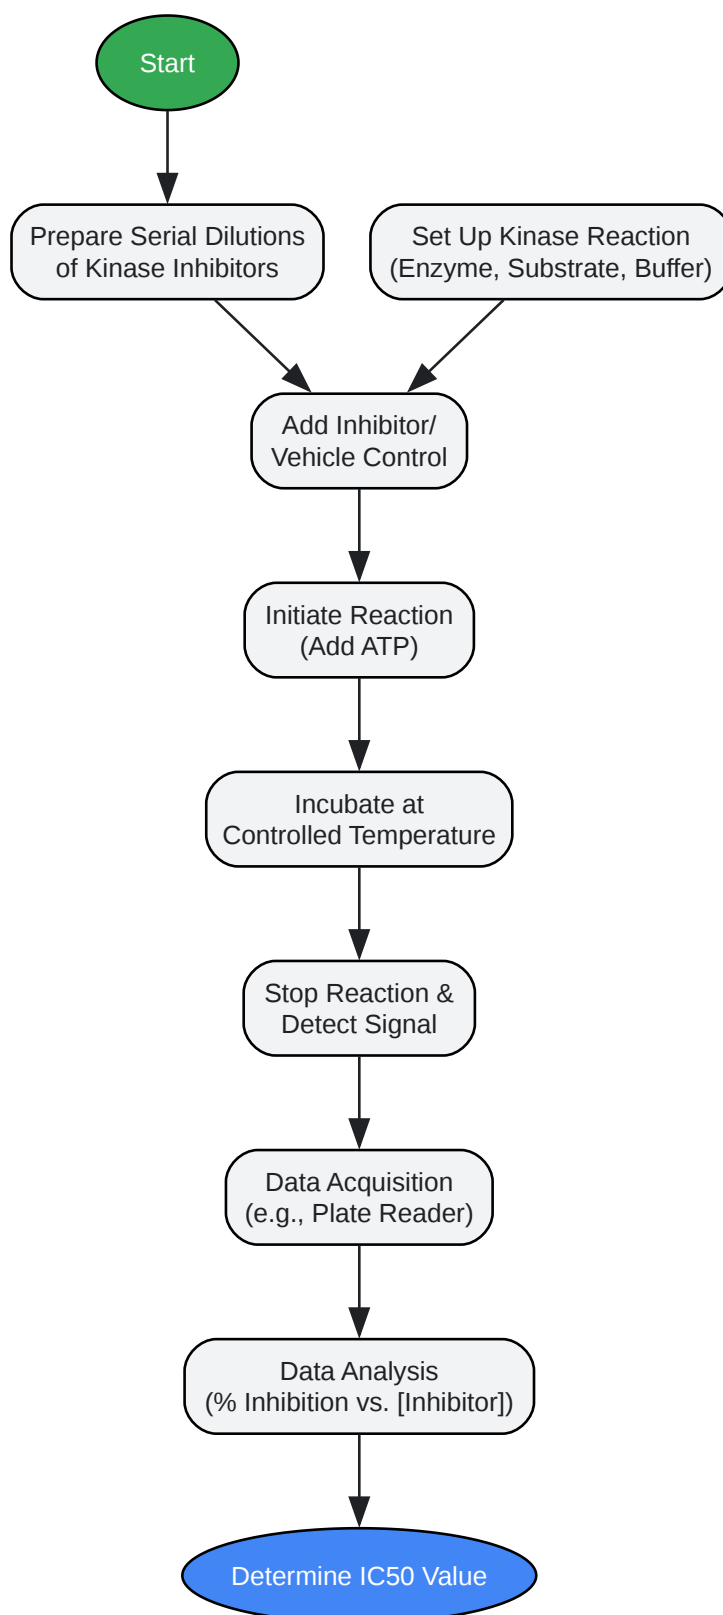 Start
Prepare Serial Dilutions
of Kinase Inhibitors
Set Up Kinase Reaction
(Enzyme, Substrate, Buffer)
Add Inhibitor/
Vehicle Control
Initiate Reaction
(Add ATP)
Incubate at
Controlled Temperature
Stop Reaction &
Detect Signal
Data Acquisition
(e.g., Plate Reader)
Data Analysis
(% Inhibition vs. [Inhibitor])
Determine IC50 Value